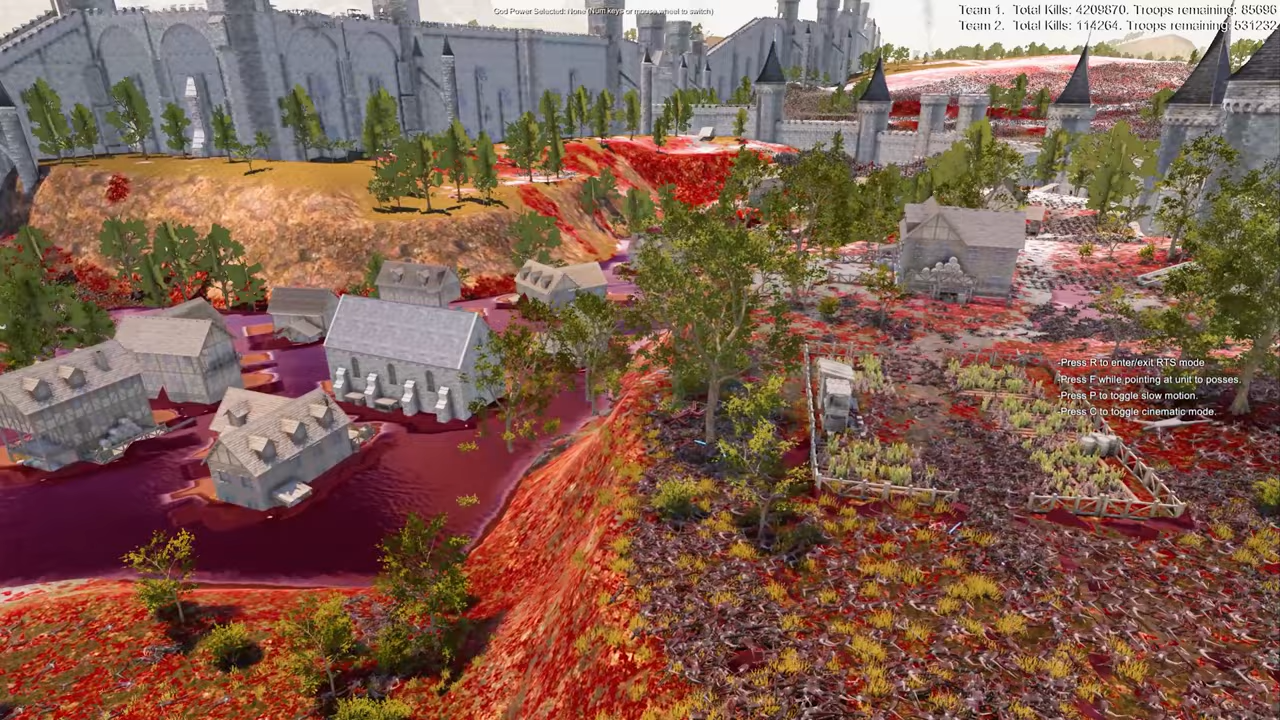 God Power Selected: None (Num keys or mouse wheel to switch)
Team 1. Total Kills: 4209870. Troops remaining: 85696
Team 2. Total Kills: 114264. Troops remaining: 531232
-Press R to enter/exit RTS mode
-Press F while pointing at unit to posses.
-Press P to toggle slow motion.
-Press C to toggle cinematic mode.